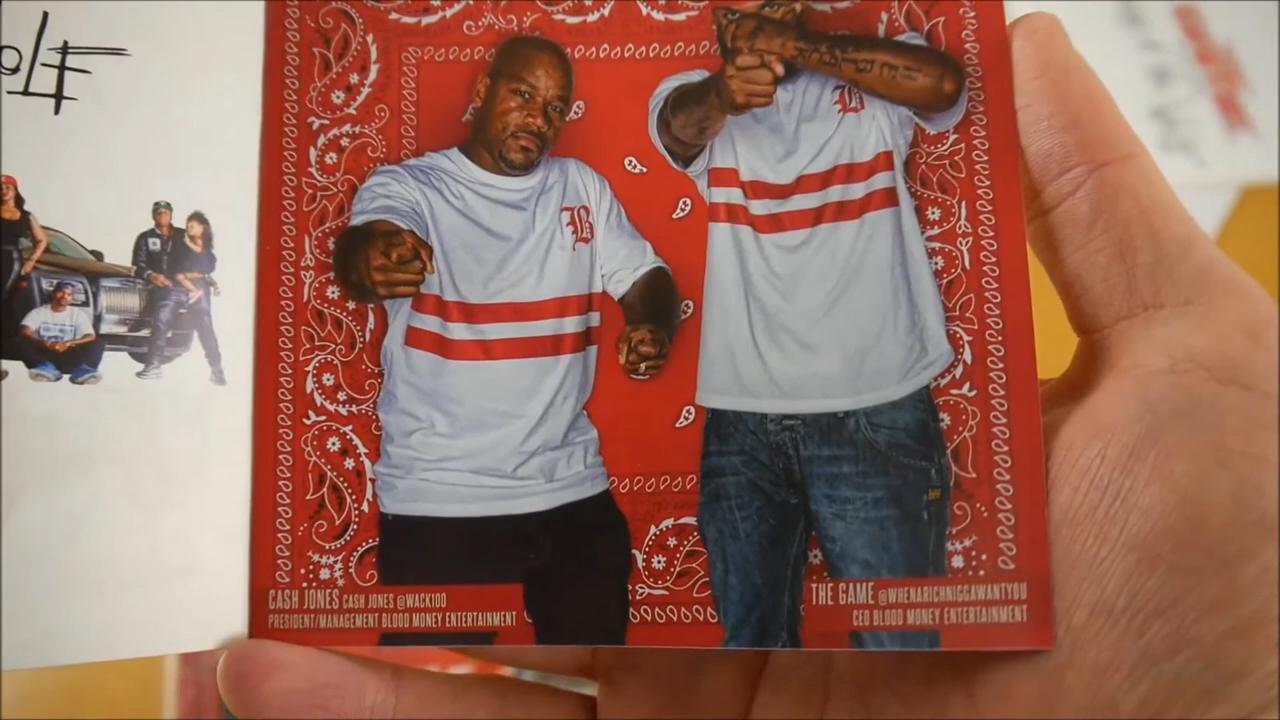 CASH JONES CASH JONES @WACK100
PRESIDENT/MANAGEMENT BLOOD MONEY ENTERTAINMENT
THE GAME @WHENARICHNIGGAWANTYOU
CEO BLOOD MONEY ENTERTAINMENT
B
B